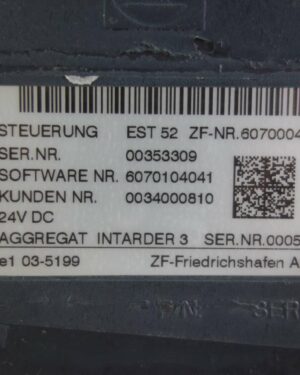 STEUERUNG EST 52 ZF-NR.6070004
SER.NR. 00353309
SOFTWARE NR. 6070104041
KUNDEN NR. 0034000810
24V DC
AGGREGAT INTARDER 3 SER.NR.0005
e1 03-5199 ZF-Friedrichshafen A
SER